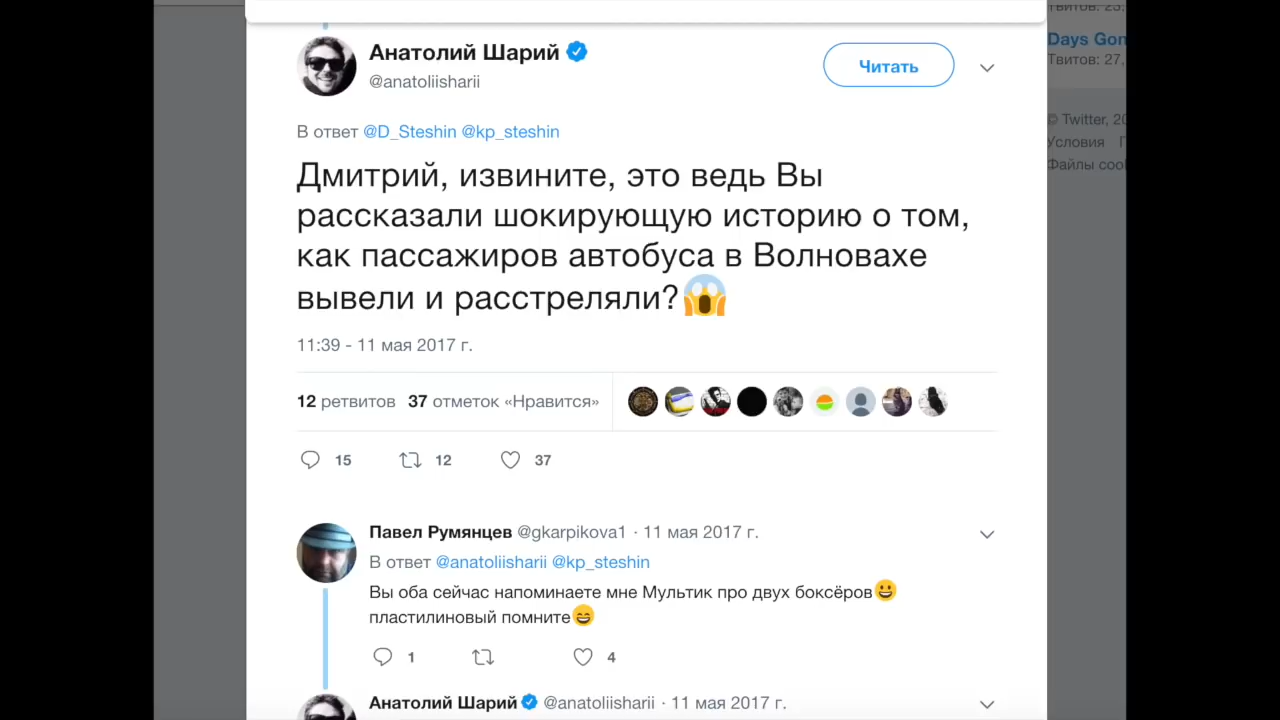 Анатолий Шарий
@anatoliisharii
Читать
В ответ @D_Steshin @kp_steshin
Дмитрий, извините, это ведь Вы
рассказали шокирующую историю о том,
как пассажиров автобуса в Волновахе
вывели и расстреляли?😱
11:39 - 11 мая 2017 г.
12 ретвитов 37 отметок «Нравится»
15 12 37
Павел Румянцев @gkarpikova1 · 11 мая 2017 г.
В ответ @anatoliisharii @kp_steshin
Вы оба сейчас напоминаете мне Мультик про двух боксёров😀
пластилиновый помните😄
1 4
Анатолий Шарий @anatoliisharii · 11 мая 2017 г.
Твитов: 25,
Days Gon
Твитов: 27,
© Twitter, 20
Условия
Файлы cook